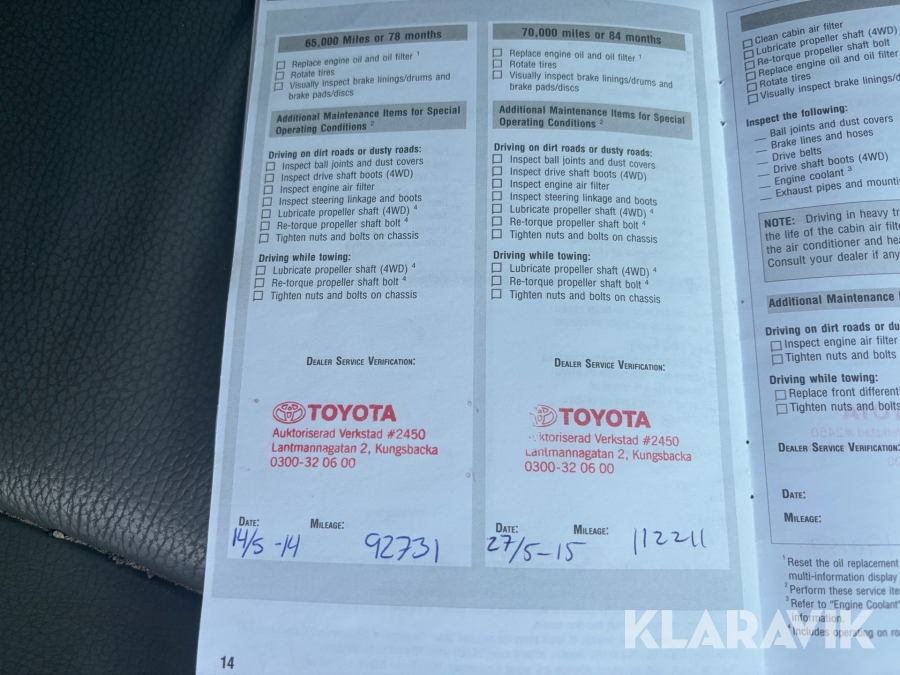 65,000 Miles or 78 months
Replace engine oil and oil filter 1
Rotate tires
Visually inspect brake linings/drums and
brake pads/discs
Additional Maintenance Items for Special
Operating Conditions 2
Driving on dirt roads or dusty roads:
Inspect ball joints and dust covers
Inspect drive shaft boots (4WD)
Inspect engine air filter
Inspect steering linkage and boots
Lubricate propeller shaft (4WD) 4
Re-torque propeller shaft bolt 4
Tighten nuts and bolts on chassis
Driving while towing:
Lubricate propeller shaft (4WD) 4
Re-torque propeller shaft bolt 4
Tighten nuts and bolts on chassis
DEALER SERVICE VERIFICATION:
TOYOTA
Auktoriserad Verkstad #2450
Lantmannagatan 2, Kungsbacka
0300-32 06 00
DATE: MILEAGE:
14/5 -14 92731
14
70,000 miles or 84 months
Replace engine oil and oil filter 1
Rotate tires
Visually inspect brake linings/drums and
brake pads/discs
Additional Maintenance Items for Special
Operating Conditions 2
Driving on dirt roads or dusty roads:
Inspect ball joints and dust covers
Inspect drive shaft boots (4WD)
Inspect engine air filter
Inspect steering linkage and boots
Lubricate propeller shaft (4WD) 4
Re-torque propeller shaft bolt 4
Tighten nuts and bolts on chassis
Driving while towing:
Lubricate propeller shaft (4WD) 4
Re-torque propeller shaft bolt 4
Tighten nuts and bolts on chassis
DEALER SERVICE VERIFICATION:
TOYOTA
ktoriserad Verkstad #2450
Lantmannagatan 2, Kungsbacka
0300-32 06 00
DATE: MILEAGE:
27/5-15 112211
Clean cabin air filter
Lubricate propeller shaft (4WD)
Re-torque propeller shaft bolt
Replace engine oil and oil filter
Rotate tires
Visually inspect brake linings/
Inspect the following:
Ball joints and dust covers
Brake lines and hoses
Drive belts
Drive shaft boots (4WD)
Engine coolant 3
Exhaust pipes and
NOTE: Driving in heavy
the life of the cabin air
the air conditioner and
Consult your dealer if any
Additional Maintenance
Driving on dirt roads or
Inspect engine air filter
Tighten nuts and bolts
Driving while towing:
Replace front
Tighten nuts and bolts
DEALER SERVICE VERIFICATION:
DATE:
MILEAGE:
1 Reset the oil replacement
multi-information display
2 Perform these service
3 Refer to "Engine Coolant"
information.
4 Includes operating on
KLARAVIK